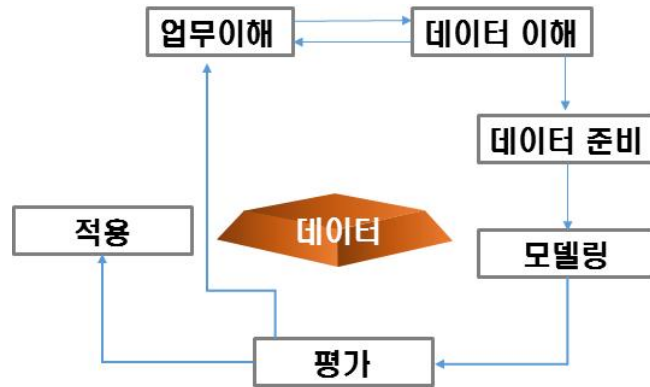 업무이해
데이터 이해
데이터 준비
적용
데이터
모델링
평가